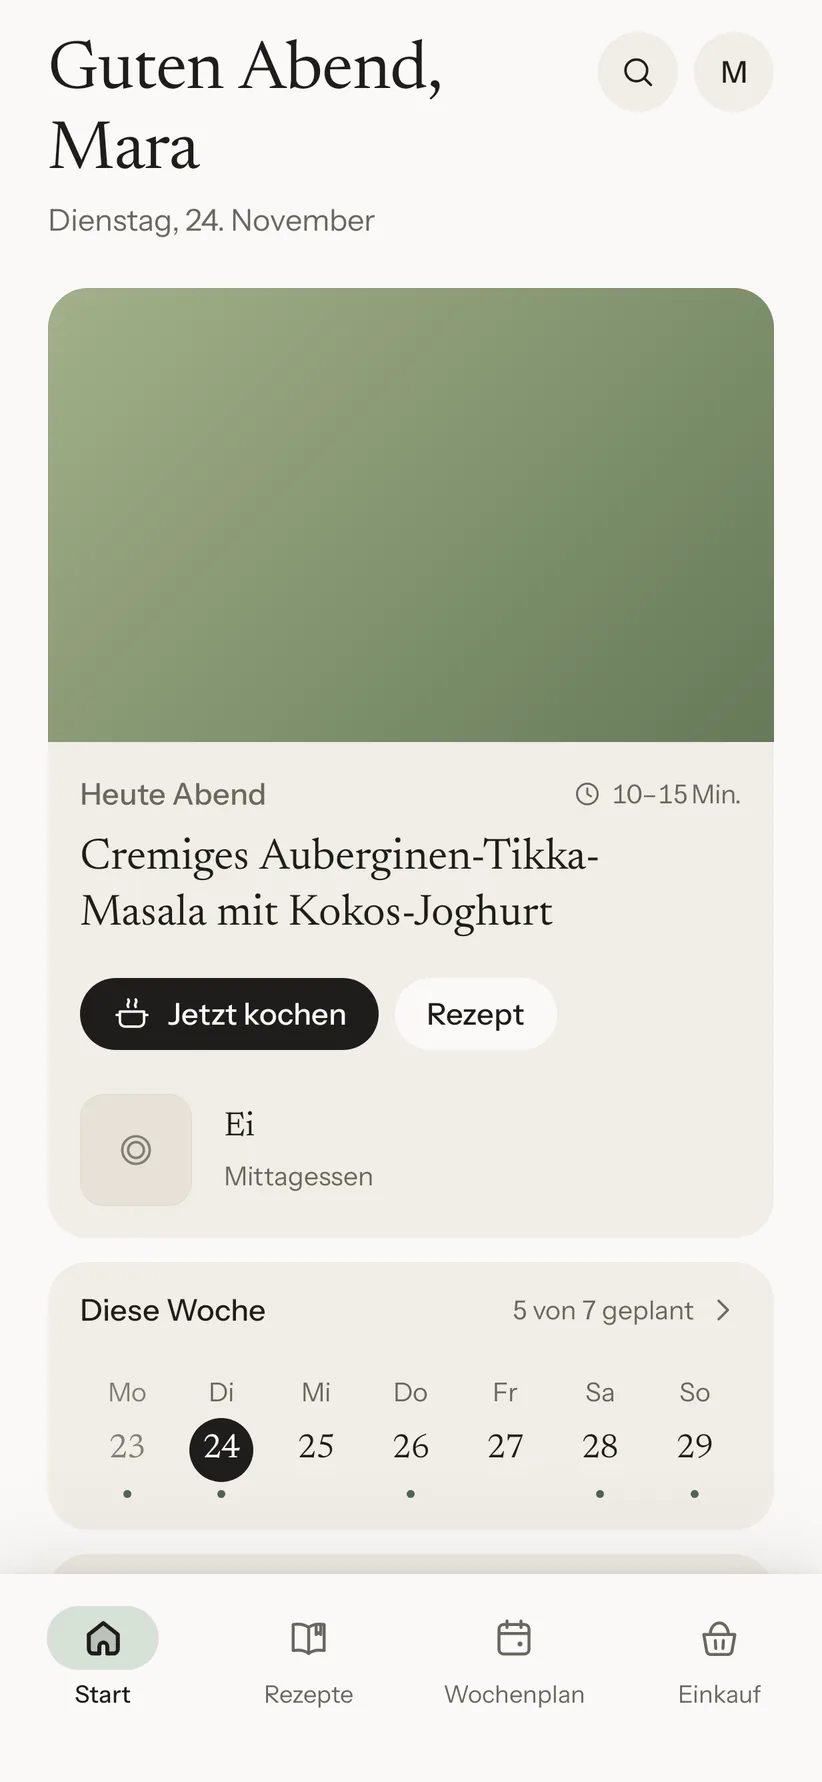 Guten Abend,
Mara
M
Dienstag, 24. November
Heute Abend
10–15 Min.
Cremiges Auberginen-Tikka-
Masala mit Kokos-Joghurt
Jetzt kochen
Rezept
Ei
Mittagessen
Diese Woche
5 von 7 geplant
Mo Di Mi Do Fr Sa So
23 24 25 26 27 28 29
Start
Rezepte
Wochenplan
Einkauf